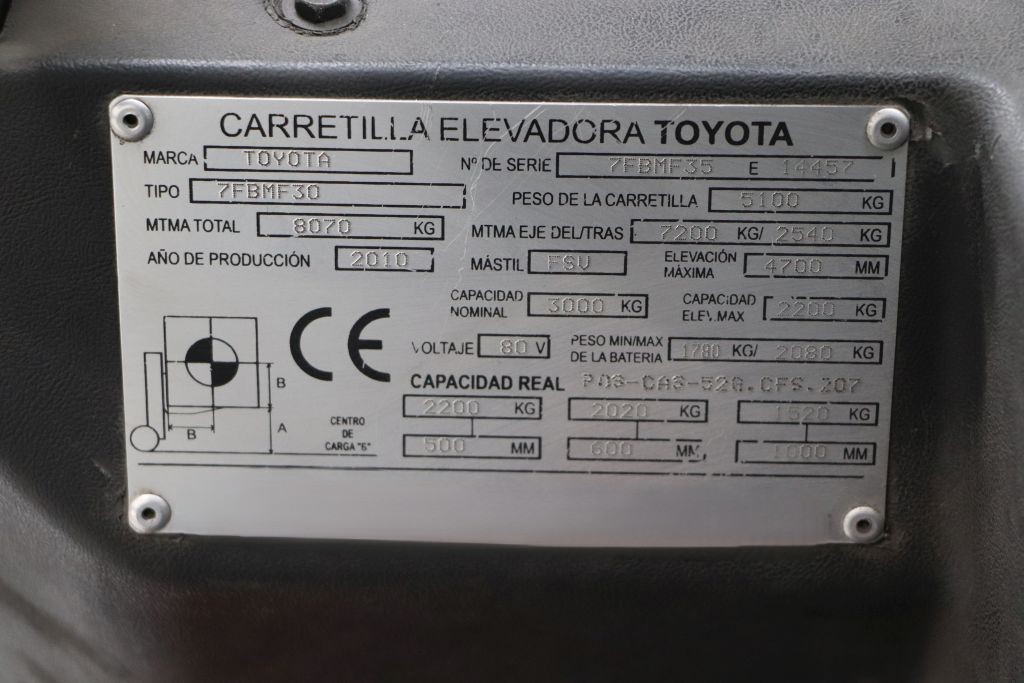 CARRETILLA ELEVADORA TOYOTA
MARCA TOYOTA Nº DE SERIE 7FBMF35 E 14457
TIPO 7FBMF30 PESO DE LA CARRETILLA 5100 KG
MTMA TOTAL 8070 KG MTMA EJE DEL/TRAS 7200 KG/ 2540 KG
AÑO DE PRODUCCIÓN 2010 MÁSTIL FSV ELEVACIÓN MÁXIMA 4700 MM
CAPACIDAD NOMINAL 3000 KG CAPACIDAD ELEV.MAX 2200 KG
CE
VOLTAJE 80 V PESO MIN/MAX DE LA BATERIA 1780 KG/ 2080 KG
CAPACIDAD REAL
2200 KG 2020 KG 1520 KG
500 MM 600 MM 1000 MM
B
A
B
CENTRO
DE
CARGA "B"